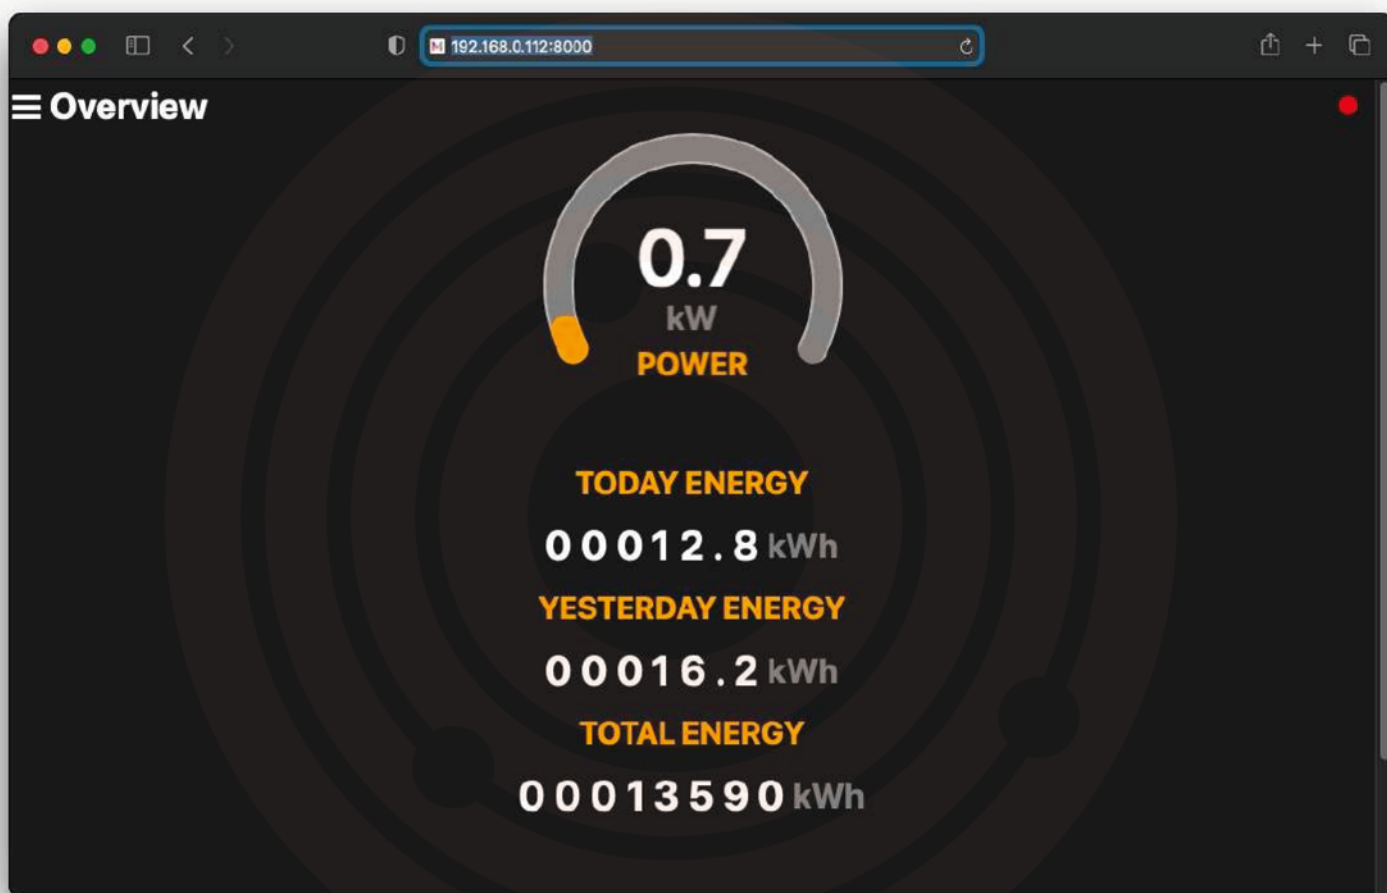 192.168.0.112:8000
Overview
0.7
kW
POWER
TODAY ENERGY
00012.8 kWh
YESTERDAY ENERGY
00016.2 kWh
TOTAL ENERGY
00013590 kWh